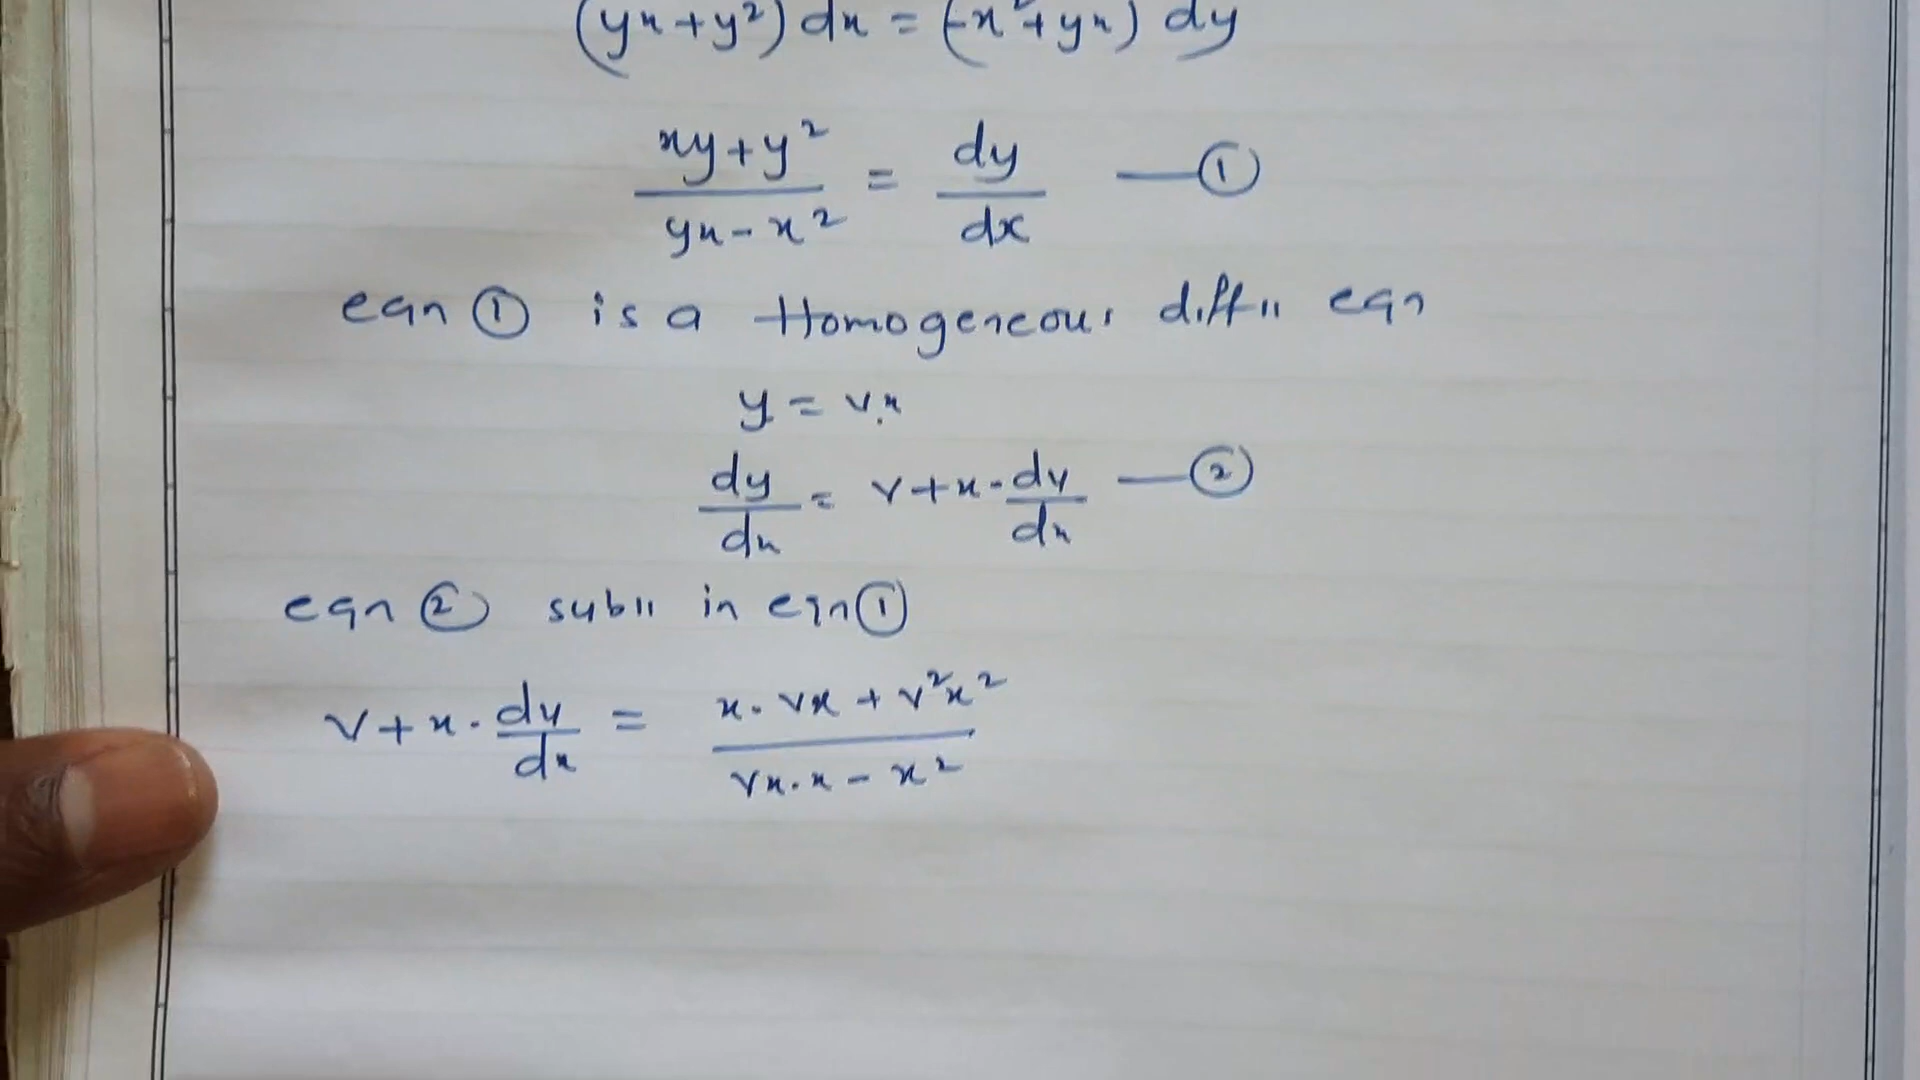 (yx+y²) dx = (-x²+yx) dy
xy+y² / yx-x² = dy/dx —①
eqn ① is a Homogeneous diff" eqn
y = vx
dy/dx = v+x.dv/dx —②
eqn ② sub" in eqn ①
v+x.dv/dx = x.vx+v²x² / vx.x-x²